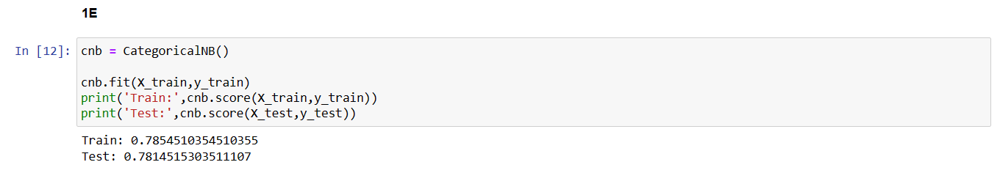 1E
In [12]: cnb = CategoricalNB()
cnb.fit(X_train,y_train)
print('Train:',cnb.score(X_train,y_train))
print('Test:',cnb.score(X_test,y_test))
Train: 0.7854510354510355
Test: 0.7814515303511107